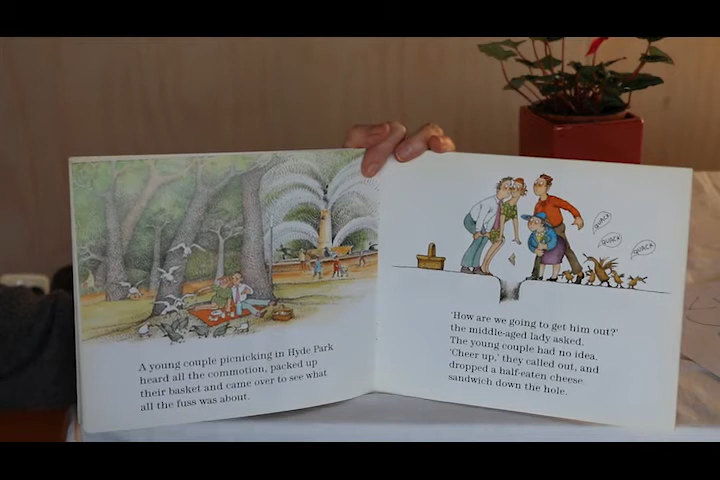 A young couple picnicking in Hyde Park
heard all the commotion, packed up
their basket and came over to see what
all the fuss was about.
QUACK
QUACK
QUACK
'How are we going to get him out?'
the middle-aged lady asked.
The young couple had no idea.
'Cheer up,' they called out, and
dropped a half-eaten cheese
sandwich down the hole.